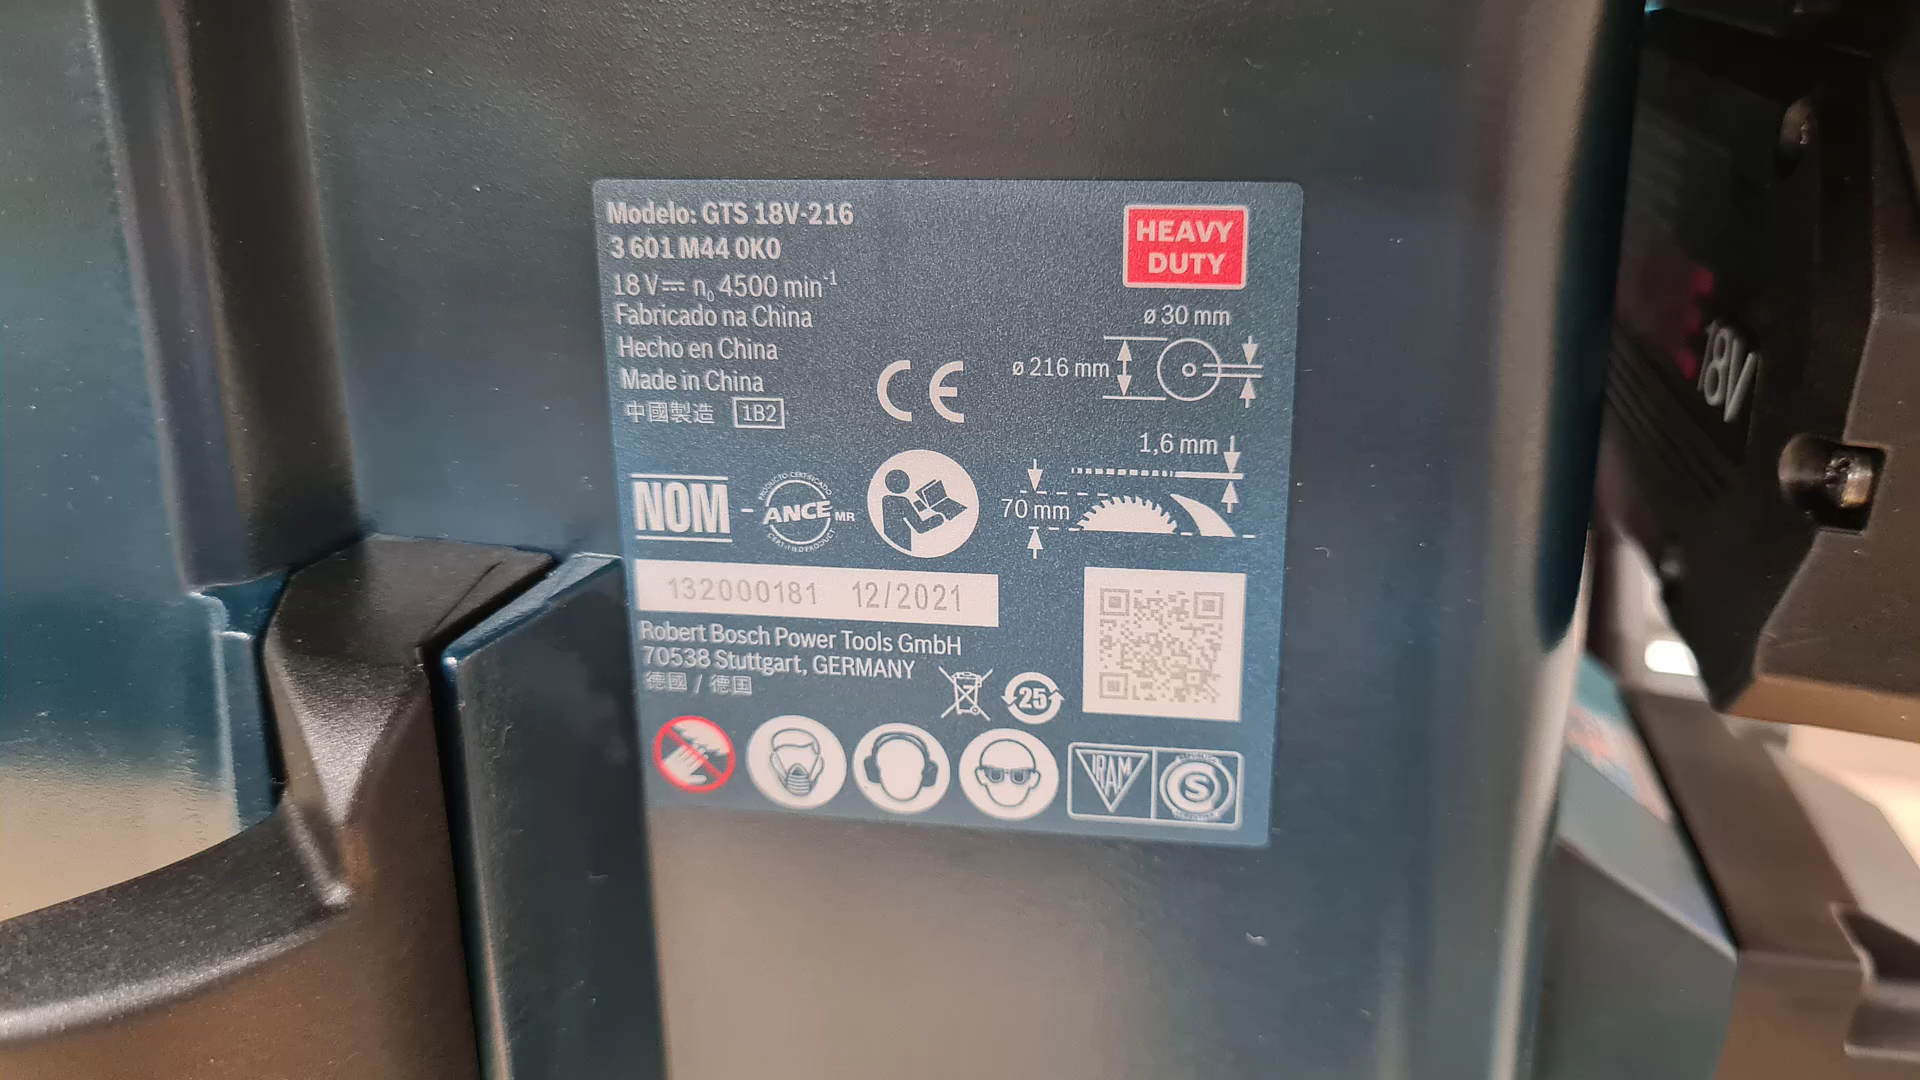 Modelo: GTS 18V-216
3 601 M44 0K0
18 V⎓ n₀ 4500 min⁻¹
Fabricado na China
Hecho en China
Made in China
中國製造 1B2
HEAVY
DUTY
ø 30 mm
ø 216 mm
CE
1,6 mm
70 mm
NOM - ANCE MR
PRODUCTO CERTIFICADO
132000181 12/2021
Robert Bosch Power Tools GmbH
70538 Stuttgart, GERMANY
德國 / 德国
25
IRAM S
18V